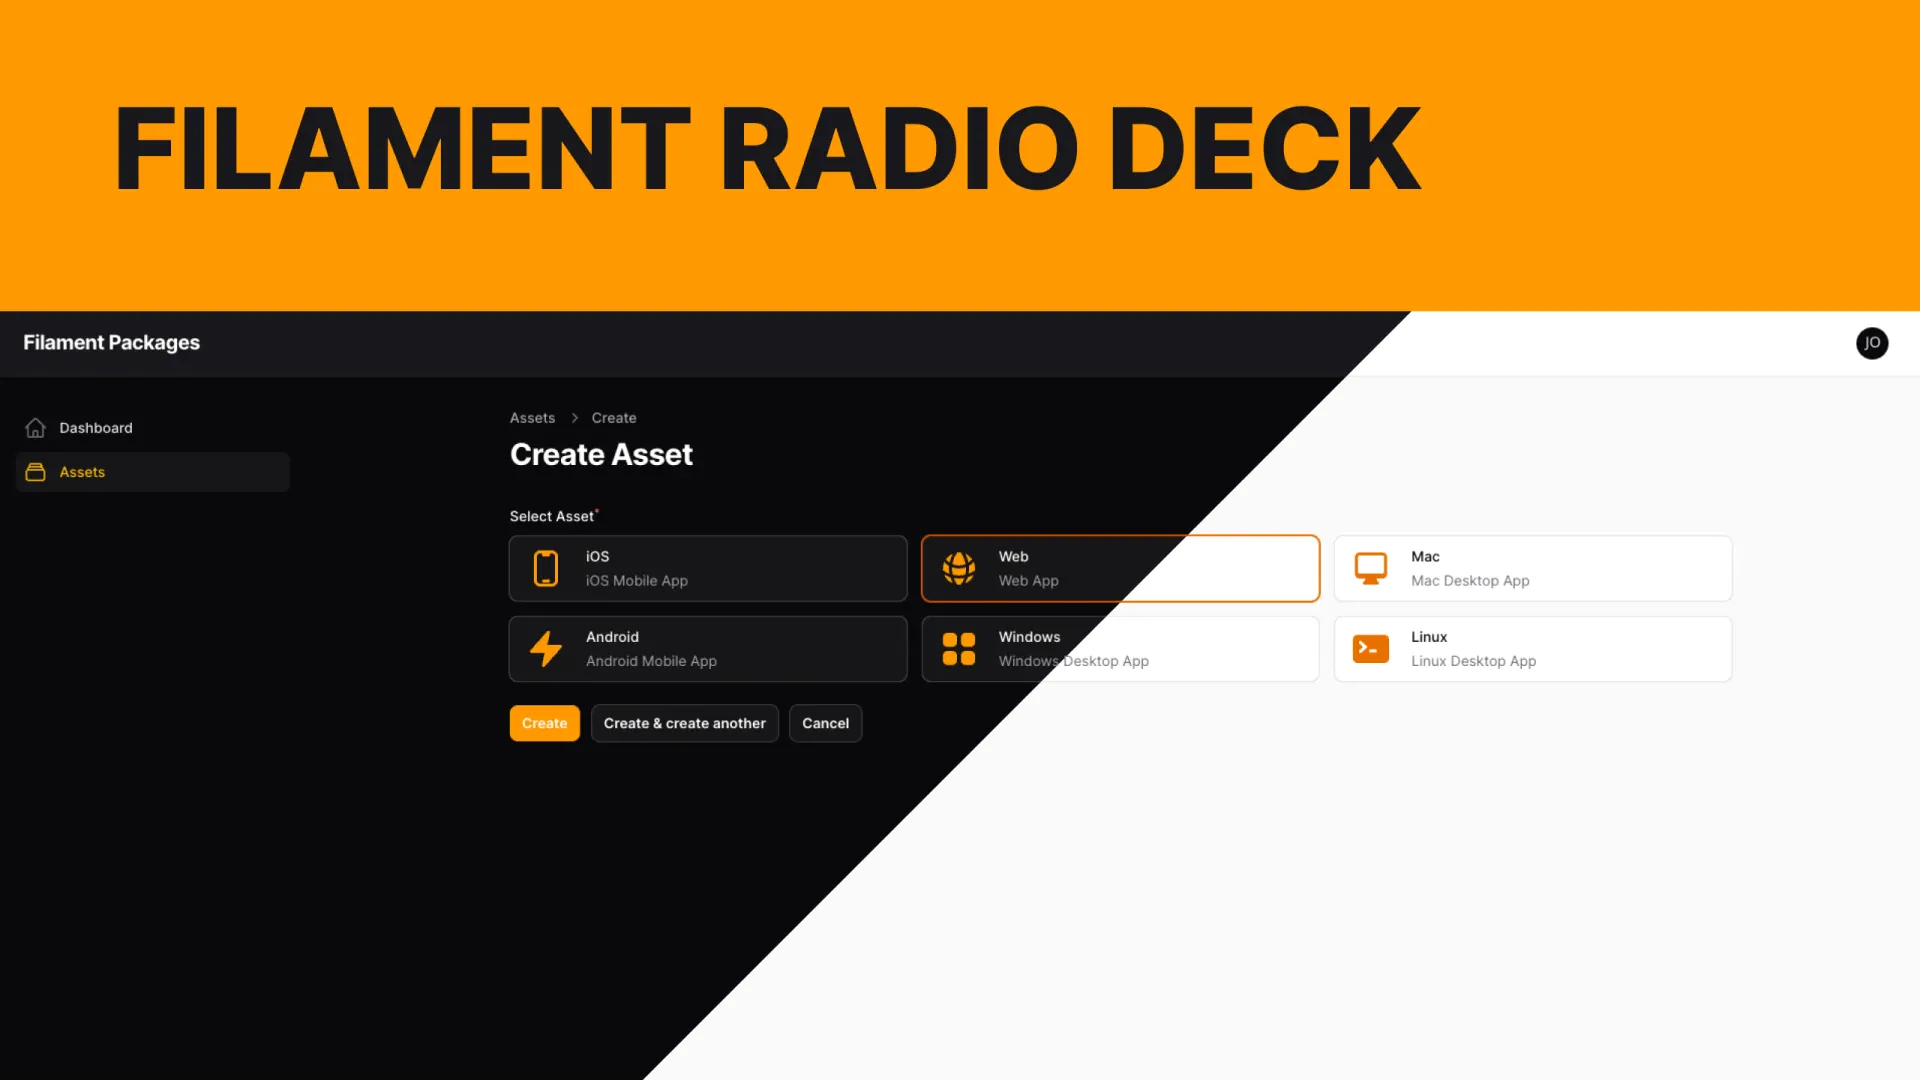 FILAMENT RADIO DECK
Filament Packages
JO
Dashboard
Assets
Assets > Create
Create Asset
Select Asset*
iOS
iOS Mobile App
Web
Web App
Mac
Mac Desktop App
Android
Android Mobile App
Windows
Windows Desktop App
Linux
Linux Desktop App
Create
Create & create another
Cancel